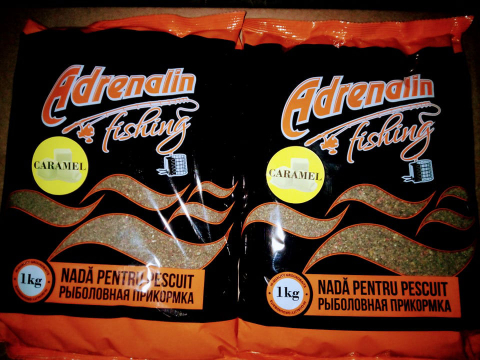 Adrenalin
fishing
CARAMEL
1kg
NADĂ PENTRU PESCUIT
РЫБОЛОВНАЯ ПРИКОРМКА
Adrenalin
fishing
CARAMEL
1kg
NADĂ PENTRU PESCUIT
РЫБОЛОВНАЯ ПРИКОРМКА